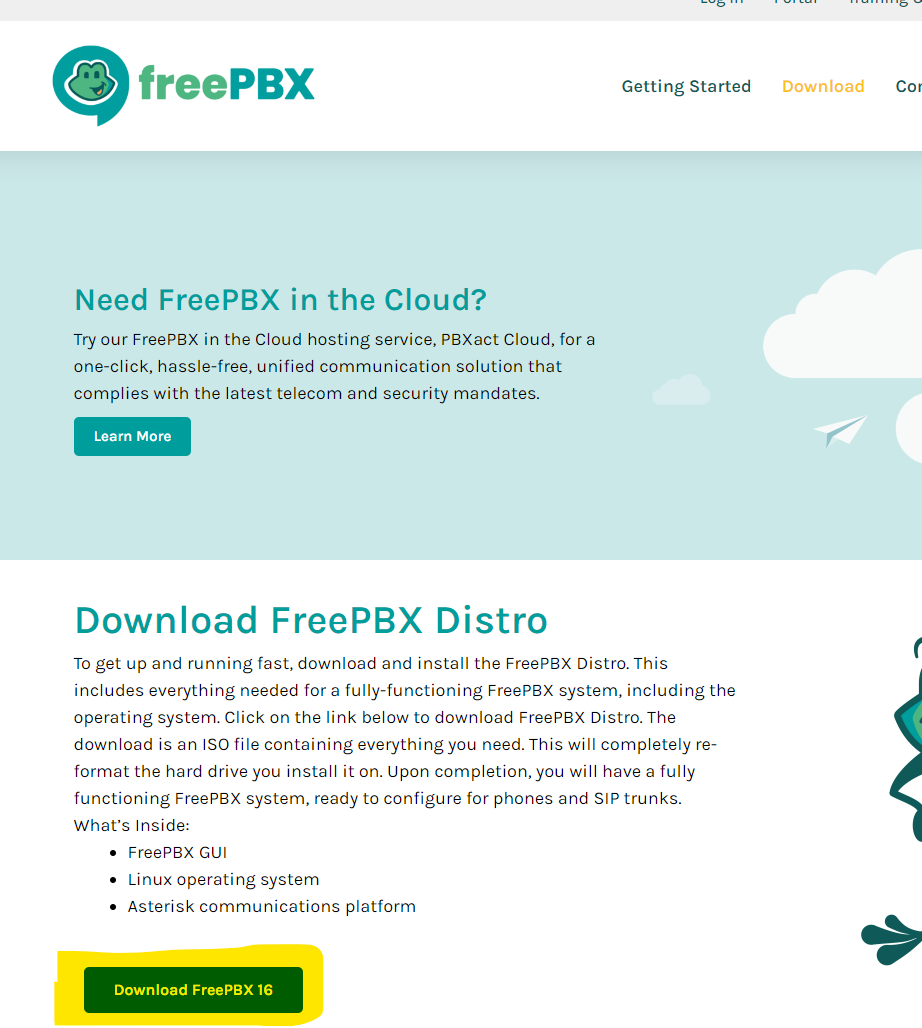 Log In Portal Training
freePBX
Getting Started Download
Need FreePBX in the Cloud?
Try our FreePBX in the Cloud hosting service, PBXact Cloud, for a
one-click, hassle-free, unified communication solution that
complies with the latest telecom and security mandates.
Learn More
Download FreePBX Distro
To get up and running fast, download and install the FreePBX Distro. This
includes everything needed for a fully-functioning FreePBX system, including the
operating system. Click on the link below to download FreePBX Distro. The
download is an ISO file containing everything you need. This will completely re-
format the hard drive you install it on. Upon completion, you will have a fully
functioning FreePBX system, ready to configure for phones and SIP trunks.
What’s Inside:
FreePBX GUI
Linux operating system
Asterisk communications platform
Download FreePBX 16